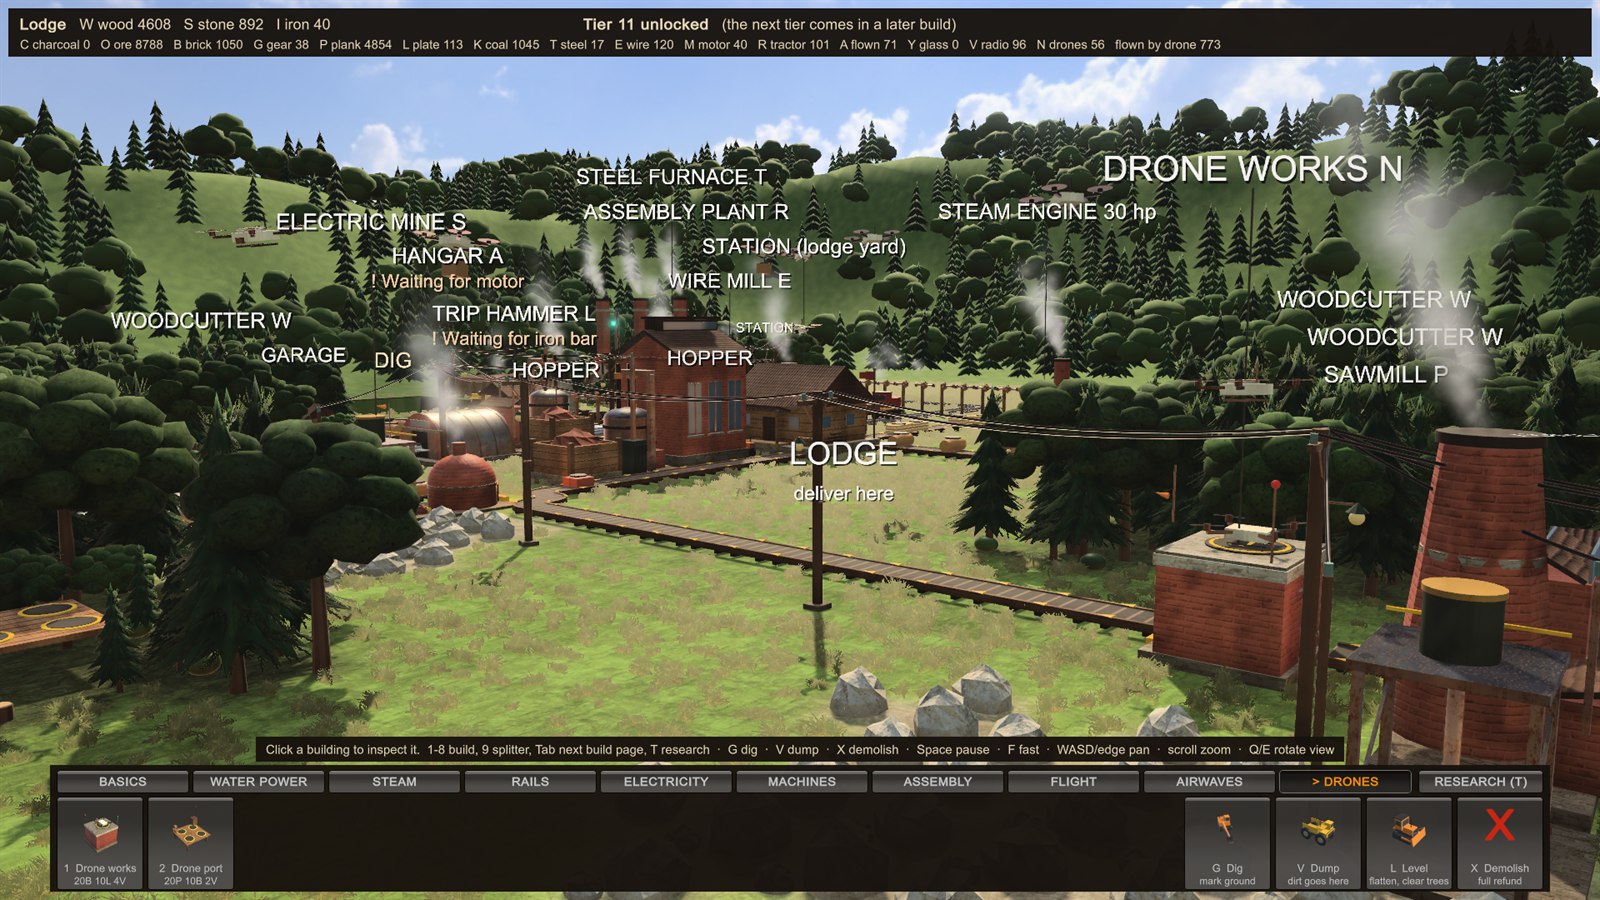 Lodge W wood 4608 S stone 892 I iron 40
Tier 11 unlocked (the next tier comes in a later build)
C charcoal 0 O ore 8788 B brick 1050 G gear 38 P plank 4854 L plate 113 K coal 1045 T steel 17 E wire 120 M motor 40 R tractor 101 A flown 71 Y glass 0 V radio 96 N drones 56 flown by drone 773
DRONE WORKS N
STEEL FURNACE T
ASSEMBLY PLANT R
STEAM ENGINE 30 hp
ELECTRIC MINE S
STATION (lodge yard)
HANGAR A
! Waiting for motor
WIRE MILL E
WOODCUTTER W
TRIP HAMMER L
! Waiting for iron bar
WOODCUTTER W
STATION
WOODCUTTER W
GARAGE
DIG
HOPPER
HOPPER
SAWMILL P
LODGE
deliver here
Click a building to inspect it. 1-8 build, 9 splitter, Tab next build page, T research · G dig · V dump · X demolish · Space pause · F fast · WASD/edge pan · scroll zoom · Q/E rotate view
BASICS
WATER POWER
STEAM
RAILS
ELECTRICITY
MACHINES
ASSEMBLY
FLIGHT
AIRWAVES
> DRONES
RESEARCH (T)
1 Drone works
20B 10L 4V
2 Drone port
20P 10B 2V
G Dig
mark ground
V Dump
dirt goes here
L Level
flatten, clear trees
X Demolish
full refund